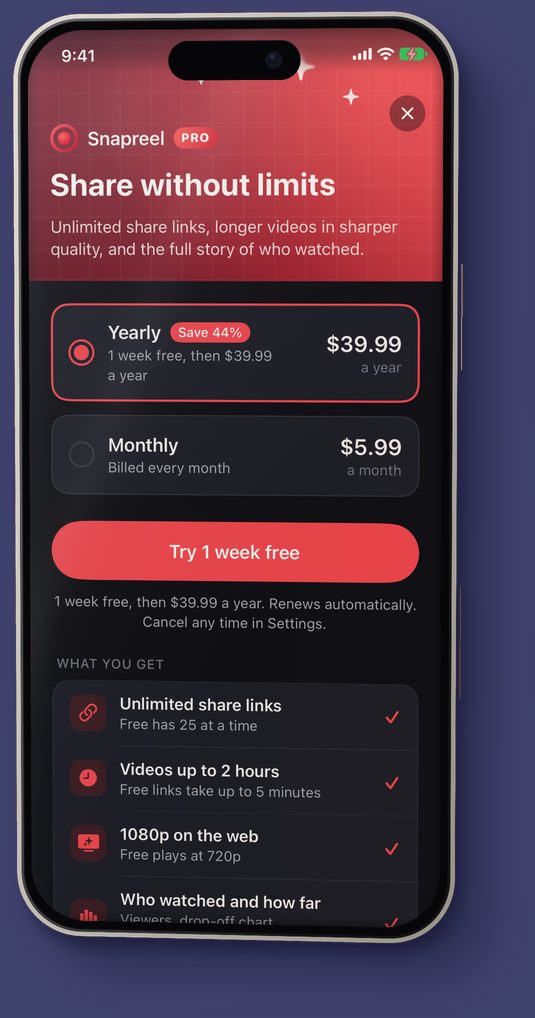 9:41
Snapreel PRO
Share without limits
Unlimited share links, longer videos in sharper
quality, and the full story of who watched.
Yearly Save 44%
1 week free, then $39.99
a year
$39.99
a year
Monthly
Billed every month
$5.99
a month
Try 1 week free
1 week free, then $39.99 a year. Renews automatically.
Cancel any time in Settings.
WHAT YOU GET
Unlimited share links
Free has 25 at a time
Videos up to 2 hours
Free links take up to 5 minutes
1080p on the web
Free plays at 720p
Who watched and how far
Viewers, drop-off chart